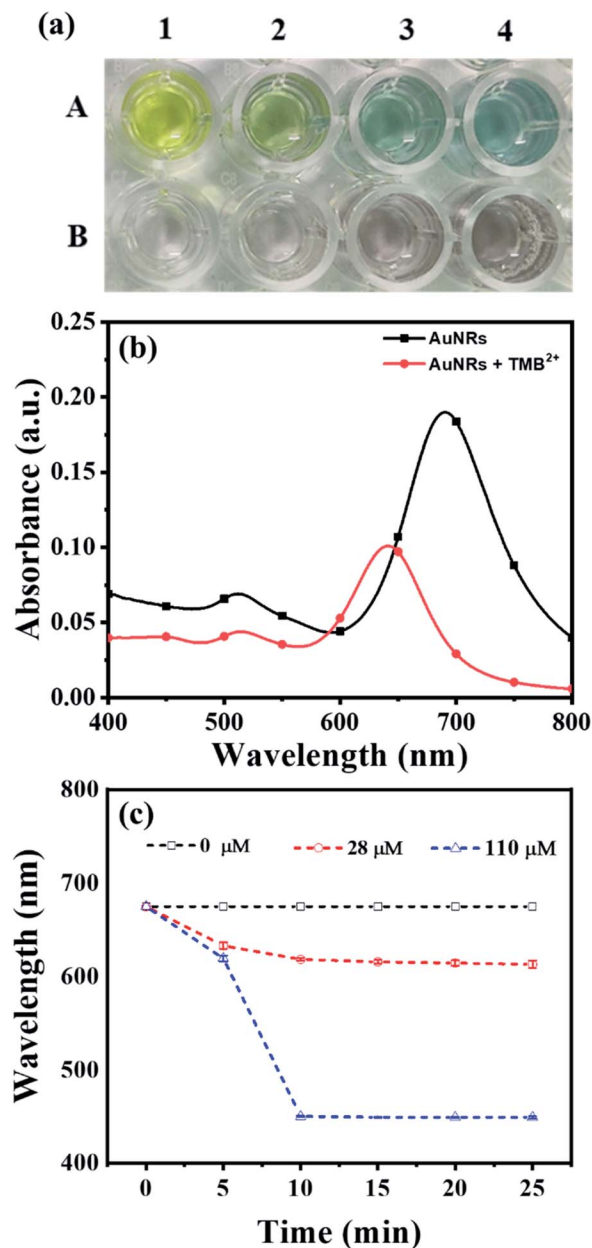 (a)
1 2 3 4
A
B
(b)
AuNRs
AuNRs + TMB²⁺
0.25
0.20
0.15
0.10
0.05
0.00
Absorbance (a.u.)
400 500 600 700 800
Wavelength (nm)
(c)
0 μM 28 μM 110 μM
800
700
600
500
400
Wavelength (nm)
0 5 10 15 20 25
Time (min)